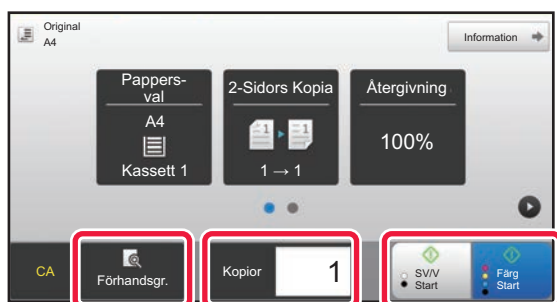 Original
A4
Information
Pappers-
val
A4
Kassett 1
2-Sidors Kopia
1 → 1
Återgivning
100%
CA
Förhandsgr.
Kopior
1
SV/V
Start
Färg
Start